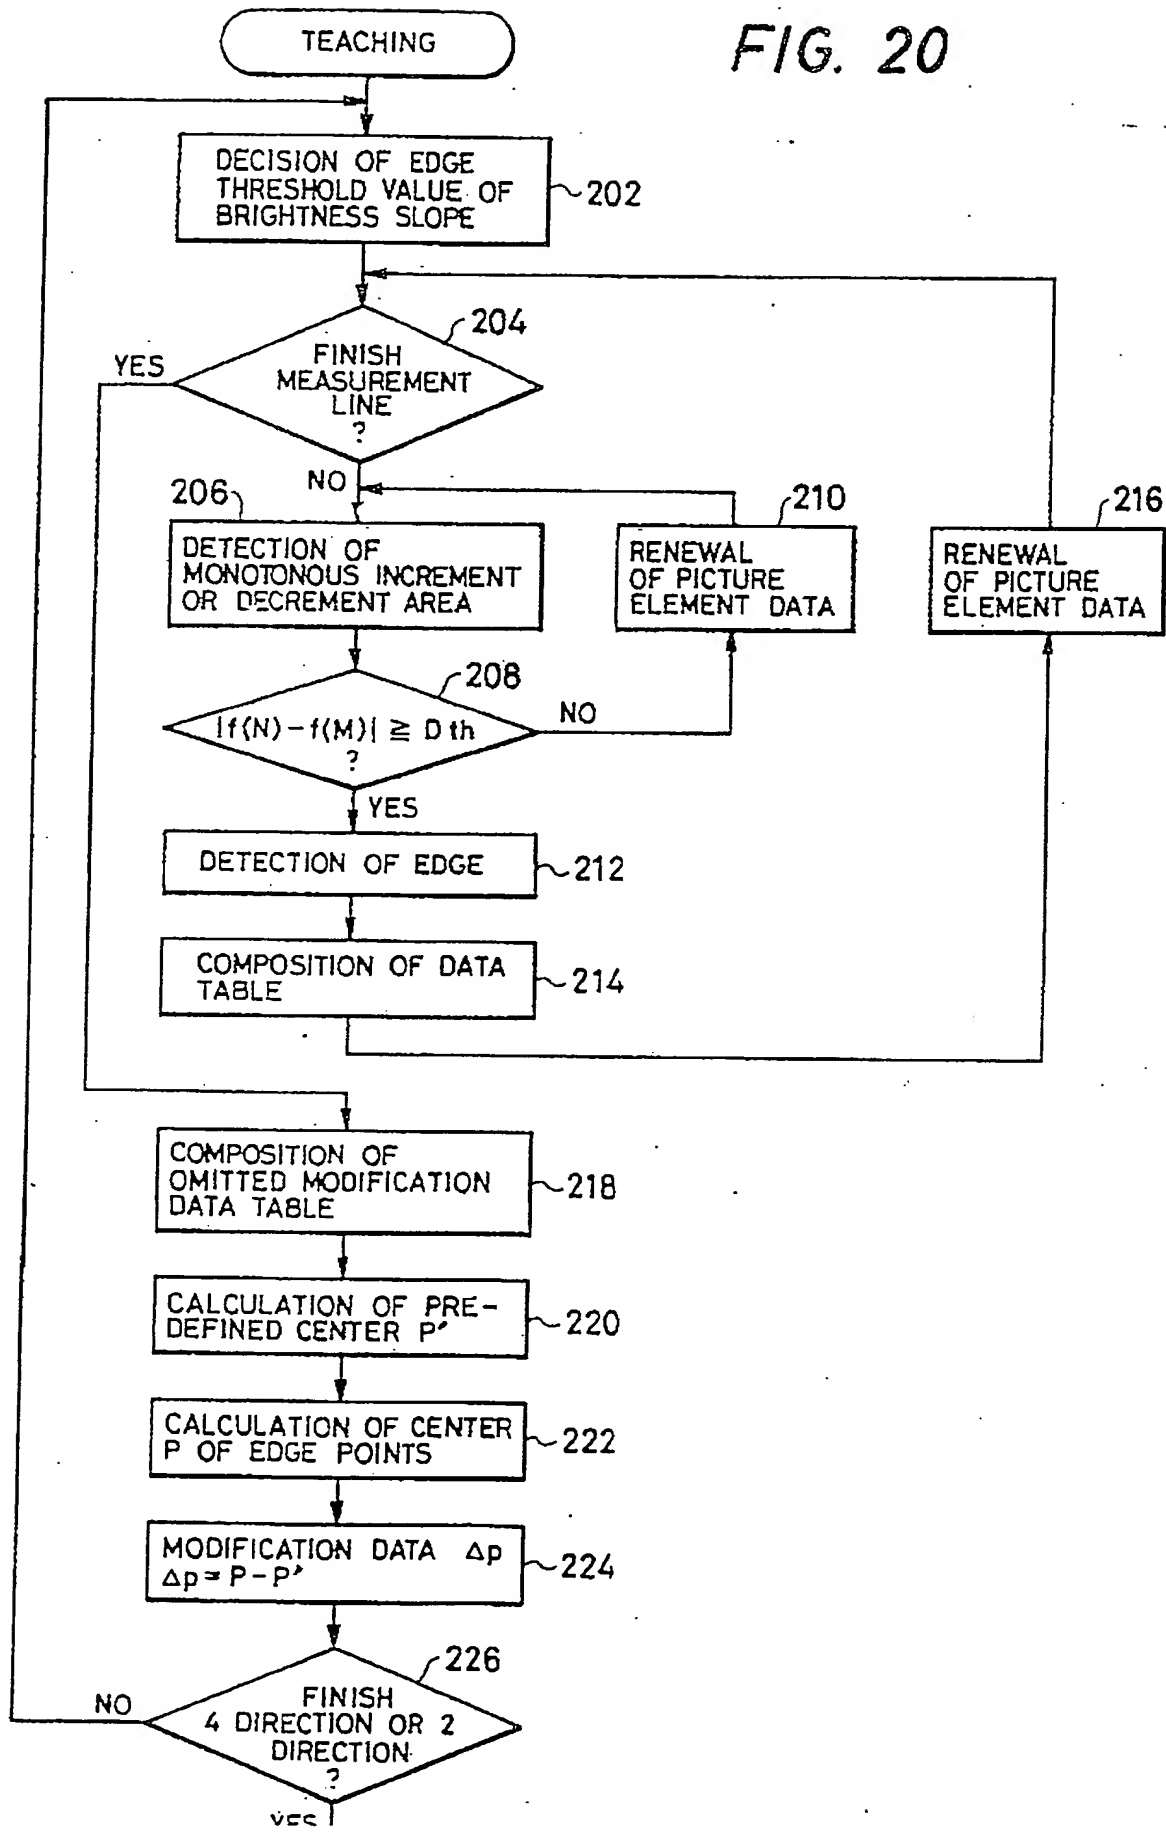 TEACHING
FIG. 20
DECISION OF EDGE
THRESHOLD VALUE OF
BRIGHTNESS SLOPE
202
204
YES
FINISH
MEASUREMENT
LINE
?
NO
206
210
216
DETECTION OF
MONOTONOUS INCREMENT
OR DECREMENT AREA
RENEWAL
OF PICTURE
ELEMENT DATA
RENEWAL
OF PICTURE
ELEMENT DATA
208
|f(N)-f(M)| ≧ Dth
?
NO
YES
DETECTION OF EDGE
212
COMPOSITION OF DATA
TABLE
214
COMPOSITION OF
OMITTED MODIFICATION
DATA TABLE
218
CALCULATION OF PRE-
DEFINED CENTER P'
220
CALCULATION OF CENTER
P OF EDGE POINTS
222
MODIFICATION DATA Δp
Δp = P-P'
224
226
NO
FINISH
4 DIRECTION OR 2
DIRECTION
?
YES